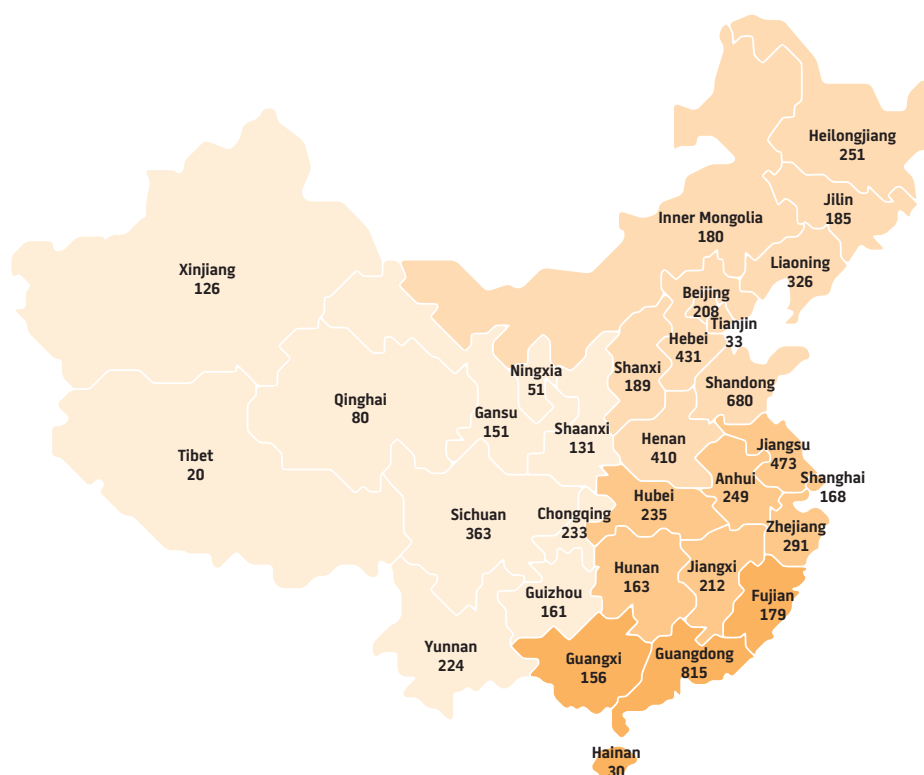 Heilongjiang
251
Jilin
185
Inner Mongolia
180
Liaoning
326
Xinjiang
126
Beijing
208
Tianjin
33
Hebei
431
Shanxi
189
Ningxia
51
Shandong
680
Qinghai
80
Gansu
151
Shaanxi
131
Henan
410
Jiangsu
473
Tibet
20
Anhui
249
Shanghai
168
Hubei
235
Sichuan
363
Chongqing
233
Zhejiang
291
Hunan
163
Jiangxi
212
Guizhou
161
Fujian
179
Yunnan
224
Guangxi
156
Guangdong
815
Hainan
30